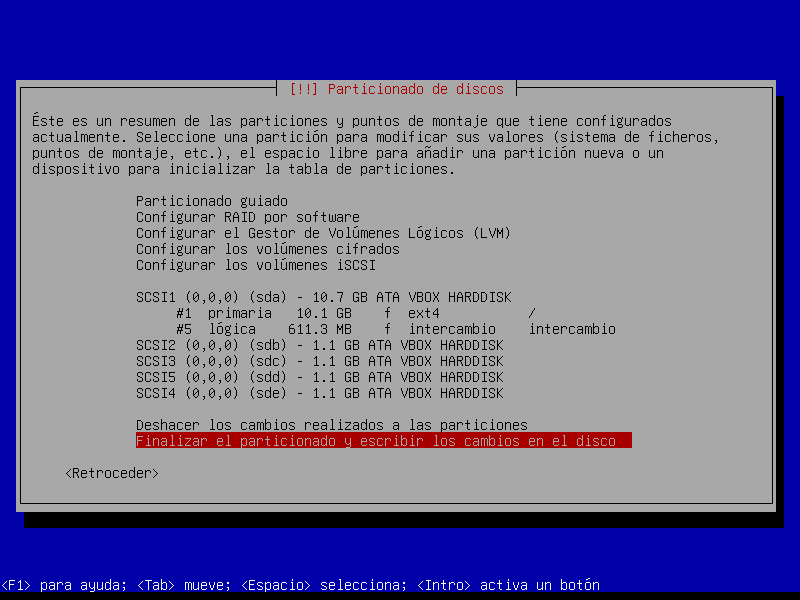 [!!] Particionado de discos
Éste es un resumen de las particiones y puntos de montaje que tiene configurados
actualmente. Seleccione una partición para modificar sus valores (sistema de ficheros,
puntos de montaje, etc.), el espacio libre para añadir una partición nueva o un
dispositivo para inicializar la tabla de particiones.
Particionado guiado
Configurar RAID por software
Configurar el Gestor de Volúmenes Lógicos (LVM)
Configurar los volúmenes cifrados
Configurar los volúmenes iSCSI
SCSI1 (0,0,0) (sda) - 10.7 GB ATA VBOX HARDDISK
#1 primaria 10.1 GB f ext4 /
#5 lógica 611.3 MB f intercambio intercambio
SCSI2 (0,0,0) (sdb) - 1.1 GB ATA VBOX HARDDISK
SCSI3 (0,0,0) (sdc) - 1.1 GB ATA VBOX HARDDISK
SCSI5 (0,0,0) (sdd) - 1.1 GB ATA VBOX HARDDISK
SCSI4 (0,0,0) (sde) - 1.1 GB ATA VBOX HARDDISK
Deshacer los cambios realizados a las particiones
Finalizar el particionado y escribir los cambios en el disco
<Retroceder>
<F1> para ayuda; <Tab> mueve; <Espacio> selecciona; <Intro> activa un botón